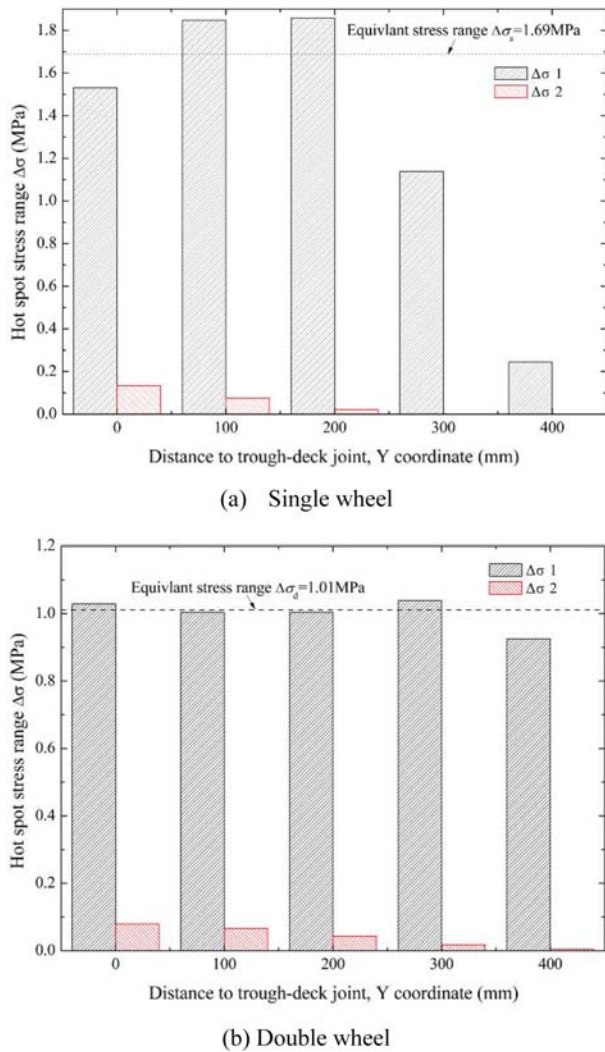 Hot spot stress range Δσ (MPa)
1.8
1.6
1.4
1.2
1.0
0.8
0.6
0.4
0.2
0.0
Equivlant stress range Δσs=1.69MPa
Δσ 1
Δσ 2
0 100 200 300 400
Distance to trough-deck joint, Y coordinate (mm)
(a) Single wheel
Hot spot stress range Δσ (MPa)
1.2
1.0
0.8
0.6
0.4
0.2
0.0
Equivlant stress range Δσd=1.01MPa
Δσ 1
Δσ 2
0 100 200 300 400
Distance to trough-deck joint, Y coordinate (mm)
(b) Double wheel